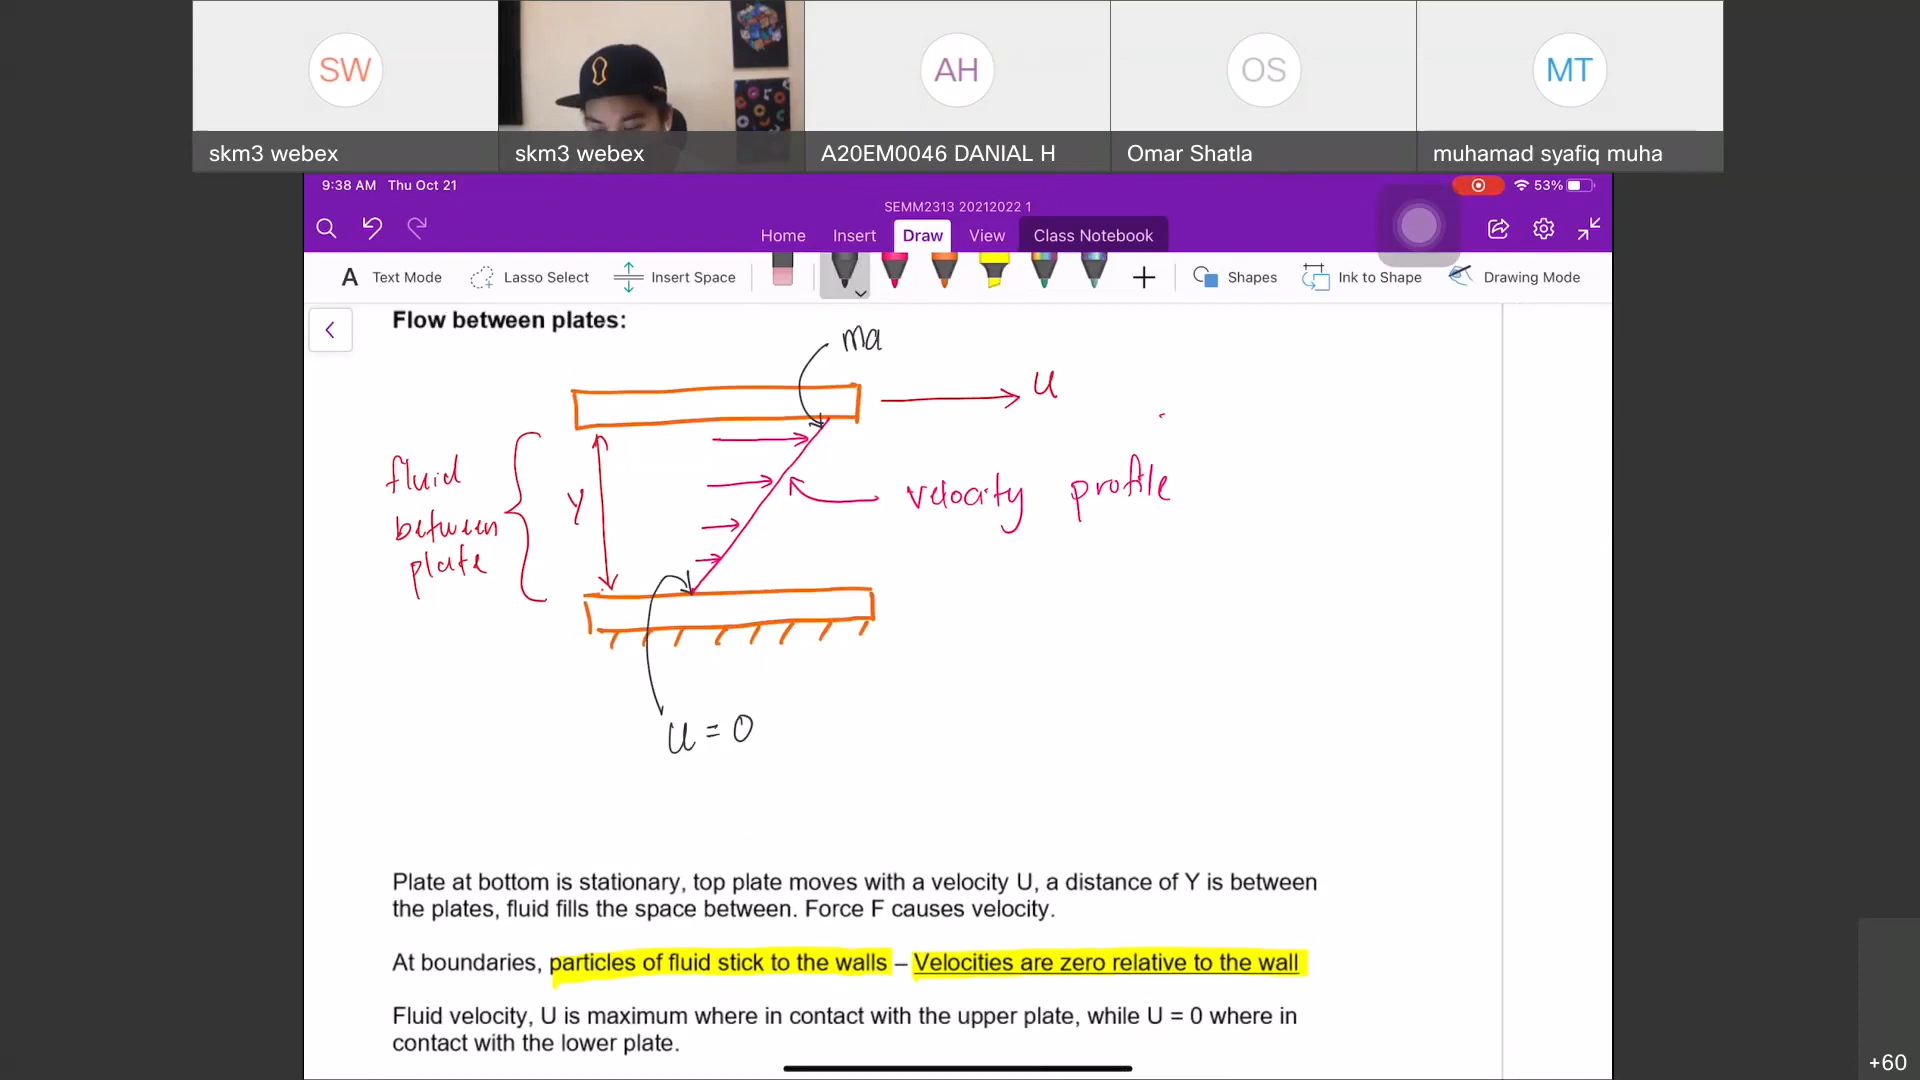 SW
AH
OS
MT
skm3 webex
skm3 webex
A20EM0046 DANIAL H
Omar Shatla
muhamad syafiq muha
9:38 AM Thu Oct 21
53%
SEMM2313 20212022 1
Home Insert Draw View Class Notebook
A Text Mode Lasso Select Insert Space Shapes Ink to Shape Drawing Mode
Flow between plates:
ma
U
fluid
between
plate
Y
velocity profile
U = 0
Plate at bottom is stationary, top plate moves with a velocity U, a distance of Y is between
the plates, fluid fills the space between. Force F causes velocity.
At boundaries, particles of fluid stick to the walls – Velocities are zero relative to the wall
Fluid velocity, U is maximum where in contact with the upper plate, while U = 0 where in
contact with the lower plate.
+60